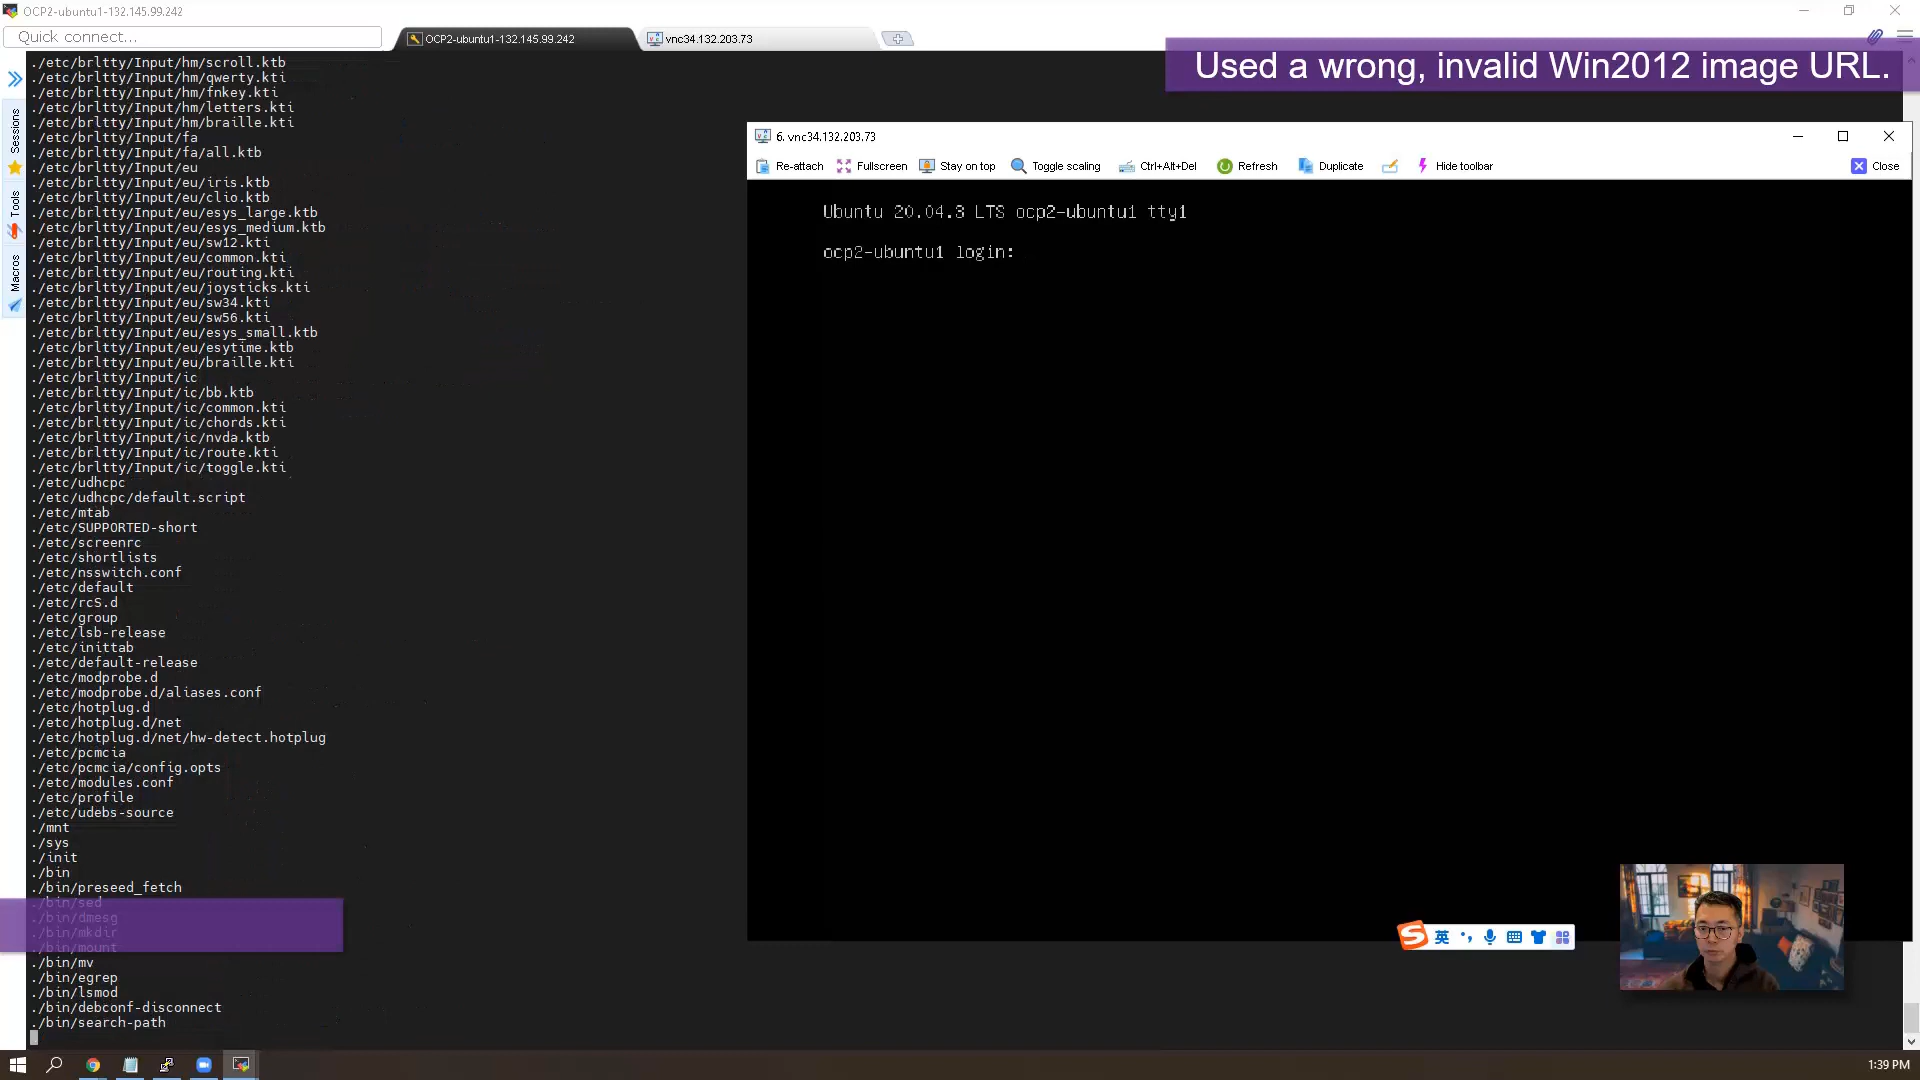 OCP2-ubuntu1-132.145.99.242
Quick connect...
OCP2-ubuntu1-132.145.99.242
vnc34.132.203.73
Used a wrong, invalid Win2012 image URL.
Sessions
Tools
Macros
./etc/brltty/Input/hm/scroll.ktb
./etc/brltty/Input/hm/qwerty.kti
./etc/brltty/Input/hm/fnkey.kti
./etc/brltty/Input/hm/letters.kti
./etc/brltty/Input/hm/braille.kti
./etc/brltty/Input/fa
./etc/brltty/Input/fa/all.ktb
./etc/brltty/Input/eu
./etc/brltty/Input/eu/iris.ktb
./etc/brltty/Input/eu/clio.ktb
./etc/brltty/Input/eu/esys_large.ktb
./etc/brltty/Input/eu/esys_medium.ktb
./etc/brltty/Input/eu/sw12.kti
./etc/brltty/Input/eu/common.kti
./etc/brltty/Input/eu/routing.kti
./etc/brltty/Input/eu/joysticks.kti
./etc/brltty/Input/eu/sw34.kti
./etc/brltty/Input/eu/sw56.kti
./etc/brltty/Input/eu/esys_small.ktb
./etc/brltty/Input/eu/esytime.ktb
./etc/brltty/Input/eu/braille.kti
./etc/brltty/Input/ic
./etc/brltty/Input/ic/bb.ktb
./etc/brltty/Input/ic/common.kti
./etc/brltty/Input/ic/chords.kti
./etc/brltty/Input/ic/nvda.ktb
./etc/brltty/Input/ic/route.kti
./etc/brltty/Input/ic/toggle.kti
./etc/udhcpc
./etc/udhcpc/default.script
./etc/mtab
./etc/SUPPORTED-short
./etc/screenrc
./etc/shortlists
./etc/nsswitch.conf
./etc/default
./etc/rcS.d
./etc/group
./etc/lsb-release
./etc/inittab
./etc/default-release
./etc/modprobe.d
./etc/modprobe.d/aliases.conf
./etc/hotplug.d
./etc/hotplug.d/net
./etc/hotplug.d/net/hw-detect.hotplug
./etc/pcmcia
./etc/pcmcia/config.opts
./etc/modules.conf
./etc/profile
./etc/udebs-source
./mnt
./sys
./init
./bin
./bin/preseed_fetch
./bin/sed
./bin/dmesg
./bin/mkdir
./bin/mount
./bin/mv
./bin/egrep
./bin/lsmod
./bin/debconf-disconnect
./bin/search-path
6. vnc34.132.203.73
Re-attach Fullscreen Stay on top Toggle scaling Ctrl+Alt+Del Refresh Duplicate Hide toolbar Close
Ubuntu 20.04.3 LTS ocp2-ubuntu1 tty1
ocp2-ubuntu1 login:
英
1:39 PM